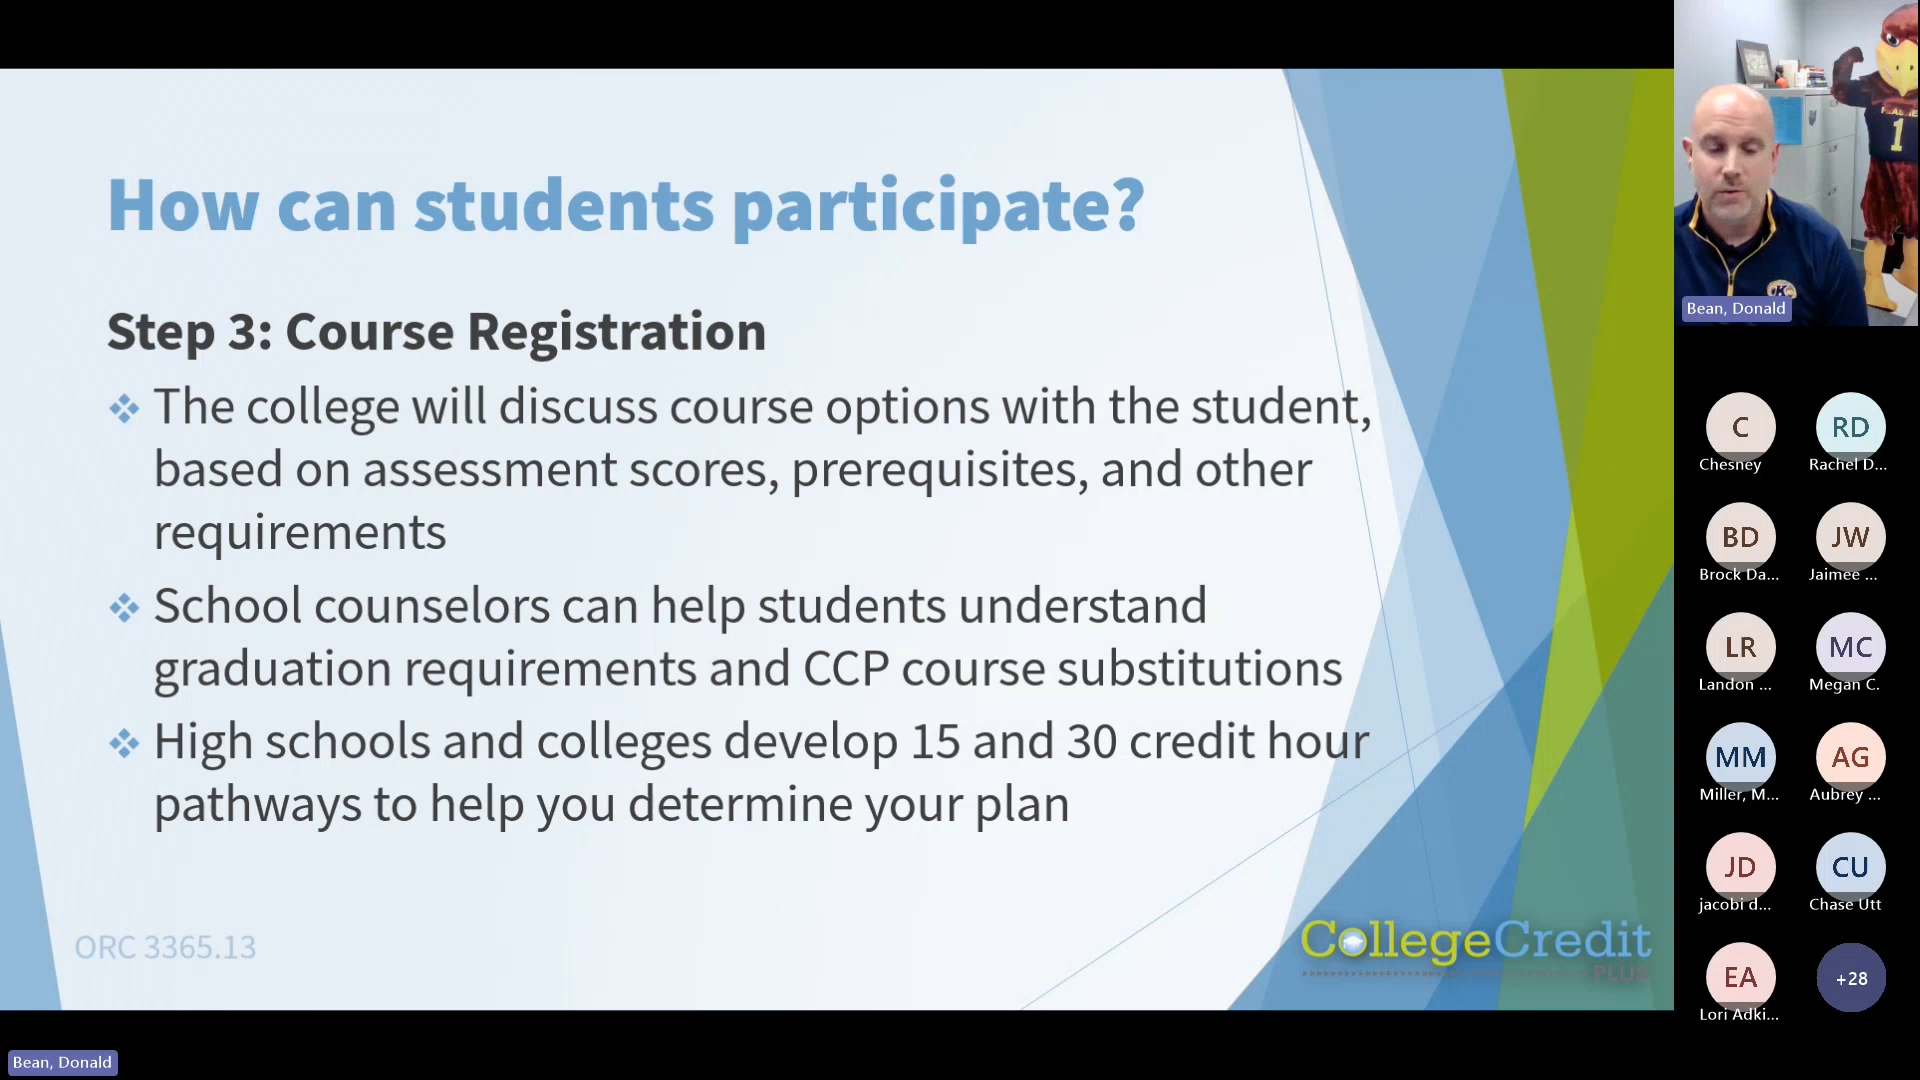 How can students participate?
Step 3: Course Registration
The college will discuss course options with the student,
based on assessment scores, prerequisites, and other
requirements
School counselors can help students understand
graduation requirements and CCP course substitutions
High schools and colleges develop 15 and 30 credit hour
pathways to help you determine your plan
ORC 3365.13
CollegeCredit
PLUS
Bean, Donald
1
Bean, Donald
C
Chesney
RD
Rachel D...
BD
Brock Da...
JW
Jaimee ...
LR
Landon ...
MC
Megan C.
MM
Miller, M...
AG
Aubrey ...
JD
jacobi d...
CU
Chase Utt
EA
Lori Adki...
+28